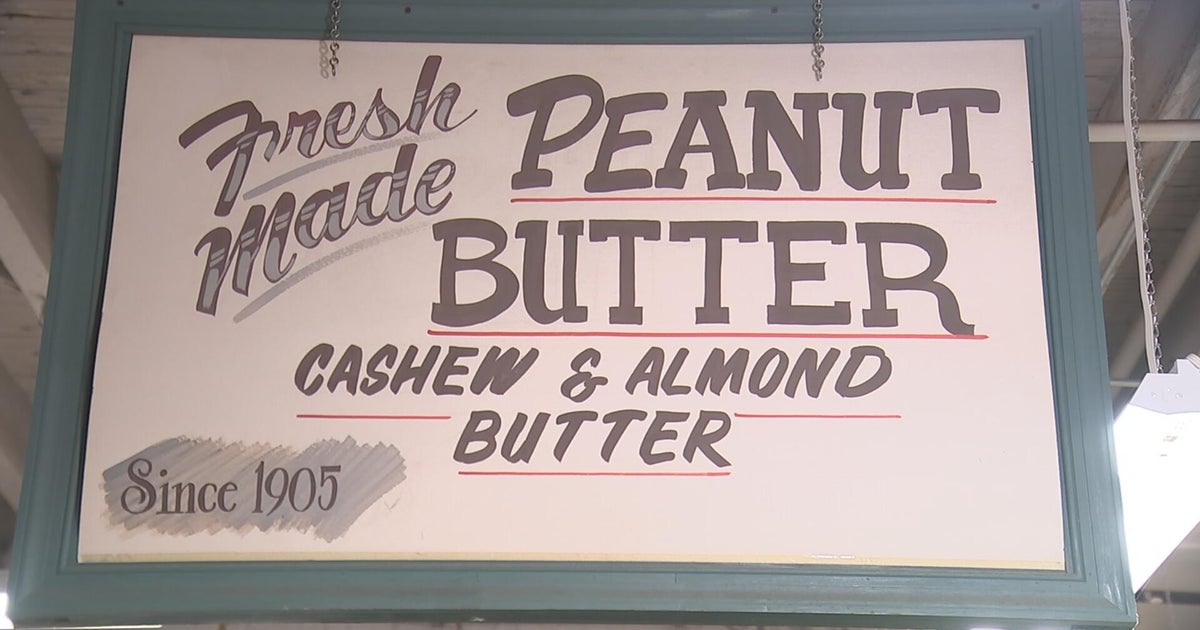 Fresh
Made
PEANUT
BUTTER
CASHEW & ALMOND
BUTTER
Since 1905